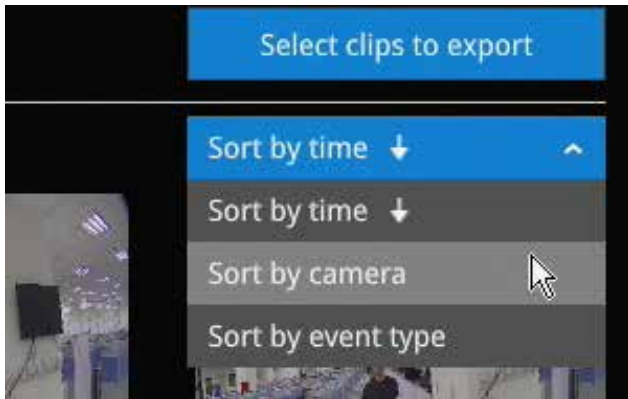 Select clips to export
Sort by time
Sort by time
Sort by camera
Sort by event type